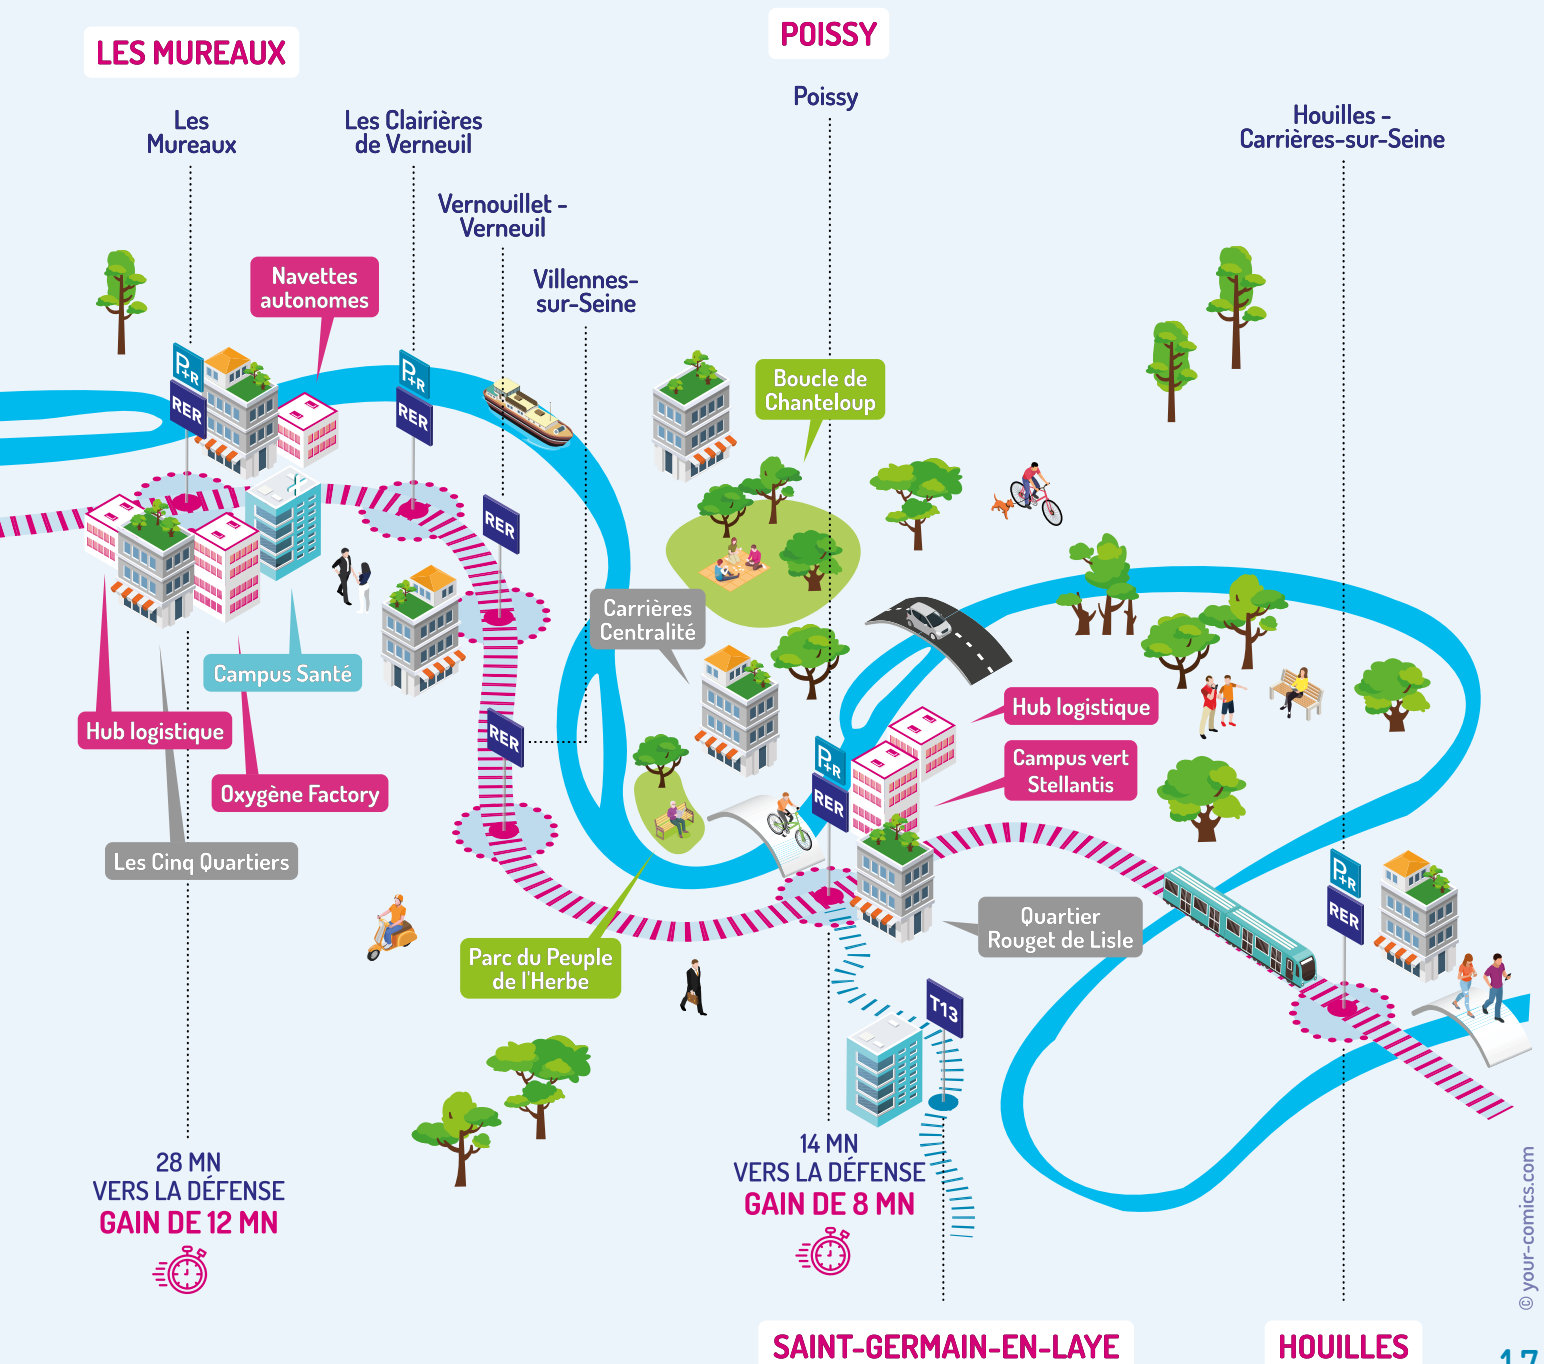 LES MUREAUX
POISSY
Les
Mureaux
Les Clairières
de Verneuil
Vernouillet -
Verneuil
Villennes-
sur-Seine
Poissy
Houilles -
Carrières-sur-Seine
Navettes
autonomes
P+R
RER
P+R
RER
Boucle de
Chanteloup
RER
Carrières
Centralité
Campus Santé
Hub logistique
Oxygène Factory
Les Cinq Quartiers
RER
Hub logistique
Campus vert
Stellantis
P+R
RER
P+R
RER
Quartier
Rouget de Lisle
Parc du Peuple
de l'Herbe
T13
28 MN
VERS LA DÉFENSE
GAIN DE 12 MN
14 MN
VERS LA DÉFENSE
GAIN DE 8 MN
SAINT-GERMAIN-EN-LAYE
HOUILLES
© your-comics.com
17